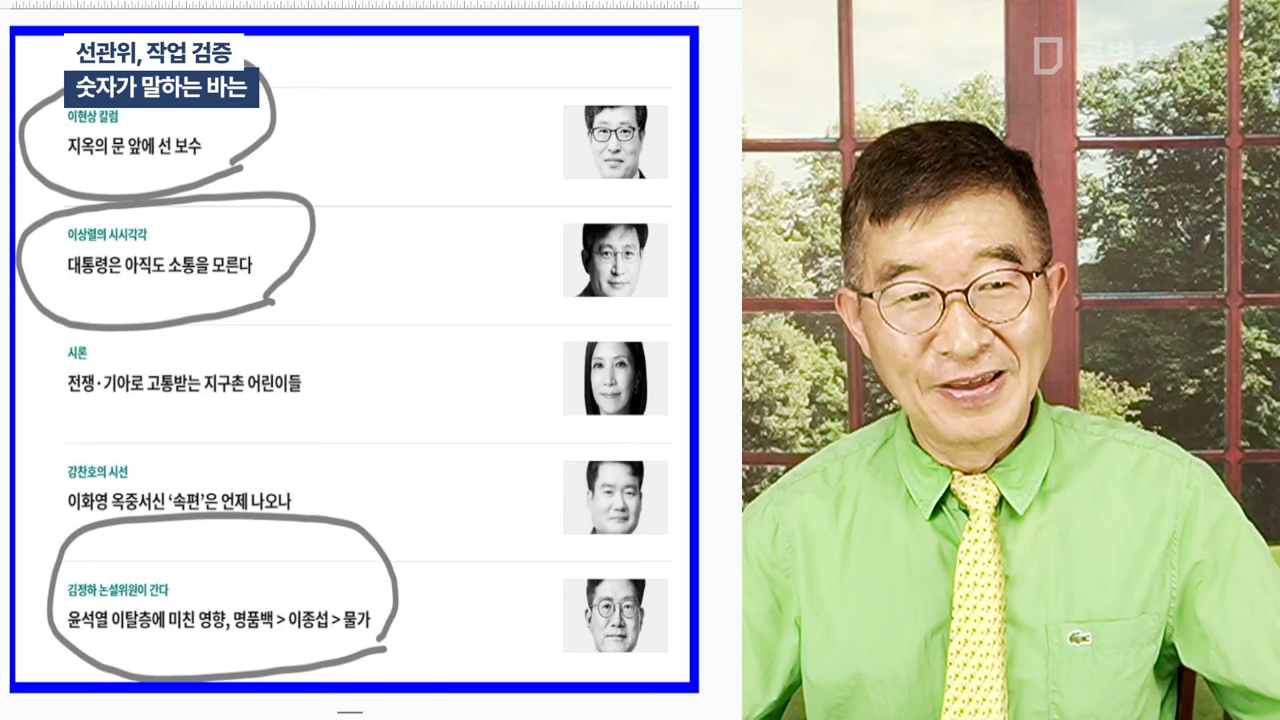 선관위, 작업 검증
숫자가 말하는 바는
이현상 칼럼
지옥의 문 앞에 선 보수
이상렬의 시시각각
대통령은 아직도 소통을 모른다
시론
전쟁·기아로 고통받는 지구촌 어린이들
강찬호의 시선
이화영 옥중서신 ‘속편’은 언제 나오나
김정하 논설위원이 간다
윤석열 이탈층에 미친 영향, 명품백 > 이종섭 > 물가